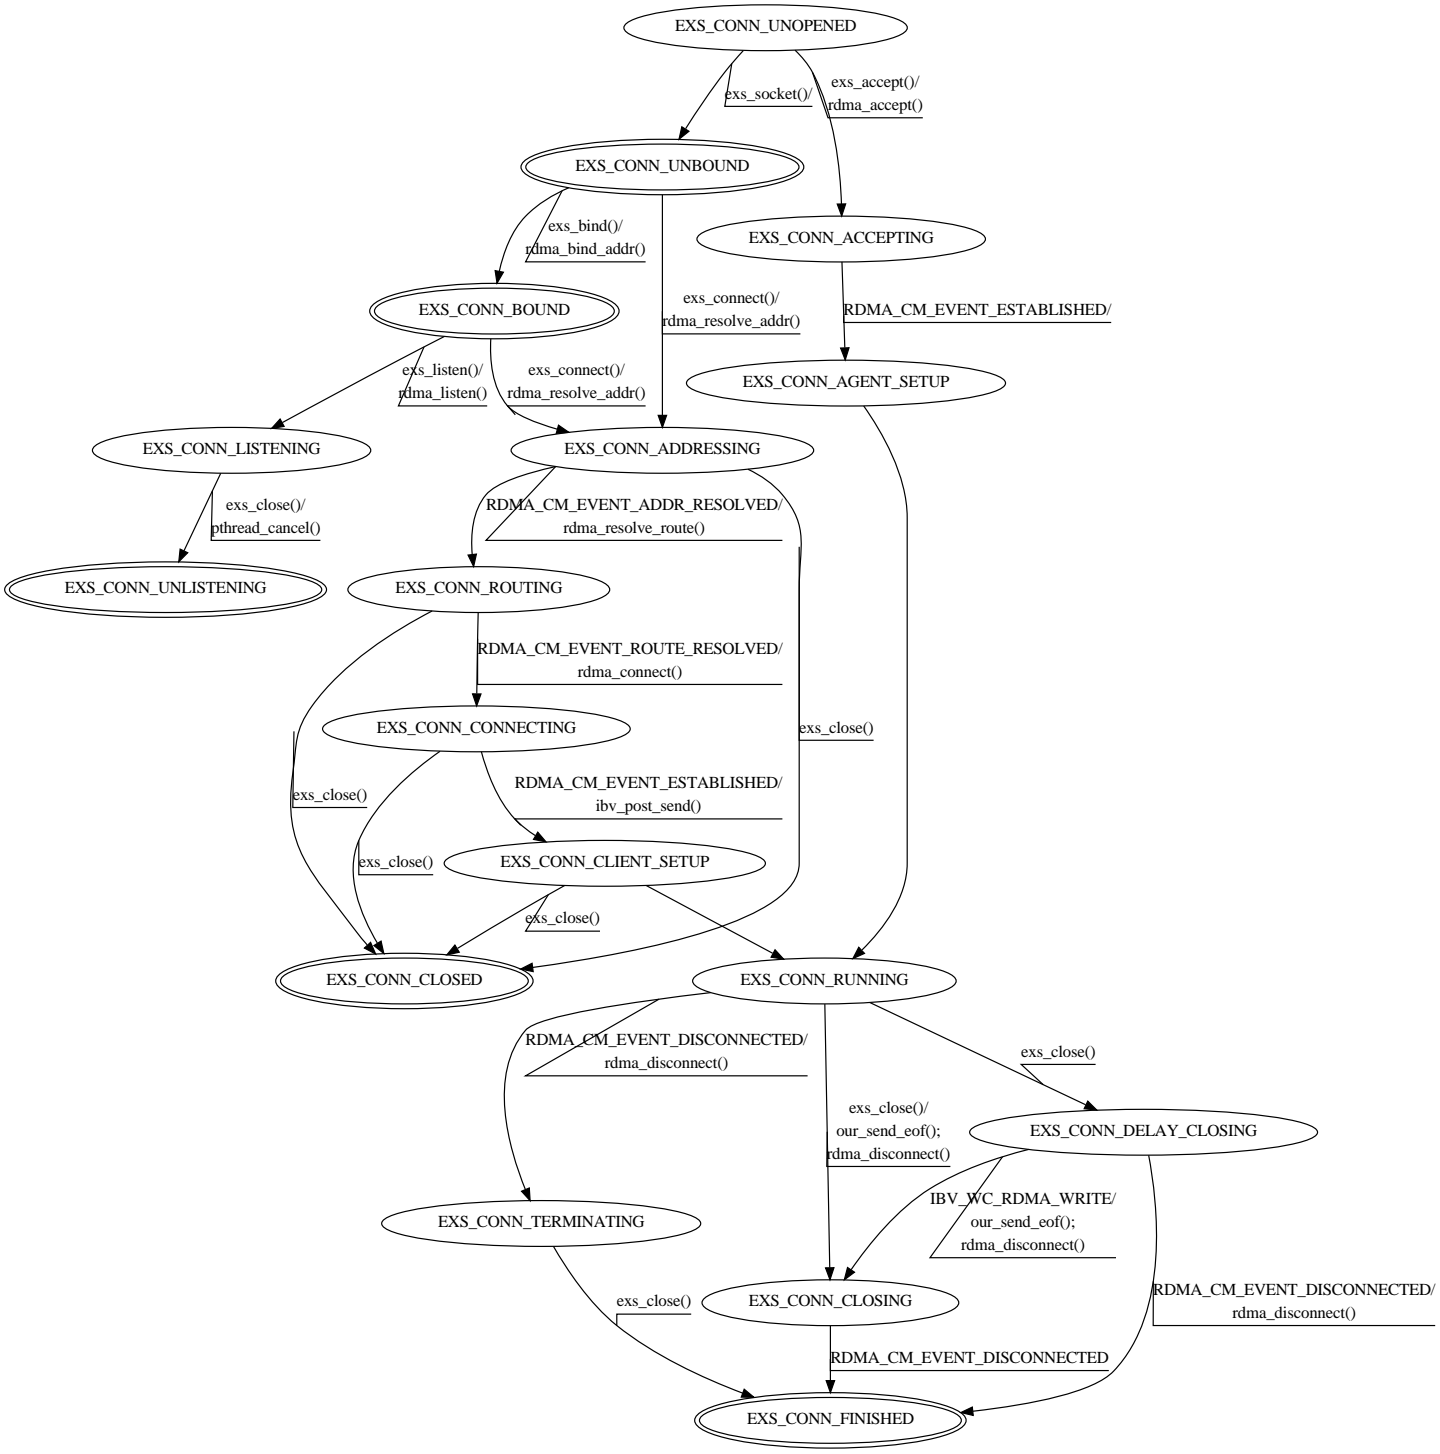 EXS_CONN_UNOPENED
exs_socket()/
exs_accept()/
rdma_accept()
EXS_CONN_UNBOUND
exs_bind()/
rdma_bind_addr()
EXS_CONN_ACCEPTING
exs_connect()/
rdma_resolve_addr()
RDMA_CM_EVENT_ESTABLISHED/
EXS_CONN_BOUND
exs_listen()/
rdma_listen()
exs_connect()/
rdma_resolve_addr()
EXS_CONN_AGENT_SETUP
EXS_CONN_LISTENING
EXS_CONN_ADDRESSING
exs_close()/
pthread_cancel()
RDMA_CM_EVENT_ADDR_RESOLVED/
rdma_resolve_route()
EXS_CONN_UNLISTENING
EXS_CONN_ROUTING
RDMA_CM_EVENT_ROUTE_RESOLVED/
rdma_connect()
EXS_CONN_CONNECTING
exs_close()
exs_close()
RDMA_CM_EVENT_ESTABLISHED/
ibv_post_send()
exs_close()
EXS_CONN_CLIENT_SETUP
exs_close()
EXS_CONN_CLOSED
EXS_CONN_RUNNING
RDMA_CM_EVENT_DISCONNECTED/
rdma_disconnect()
exs_close()
exs_close()/
our_send_eof();
rdma_disconnect()
EXS_CONN_DELAY_CLOSING
IBV_WC_RDMA_WRITE/
our_send_eof();
rdma_disconnect()
EXS_CONN_TERMINATING
exs_close()
EXS_CONN_CLOSING
RDMA_CM_EVENT_DISCONNECTED/
rdma_disconnect()
RDMA_CM_EVENT_DISCONNECTED
EXS_CONN_FINISHED